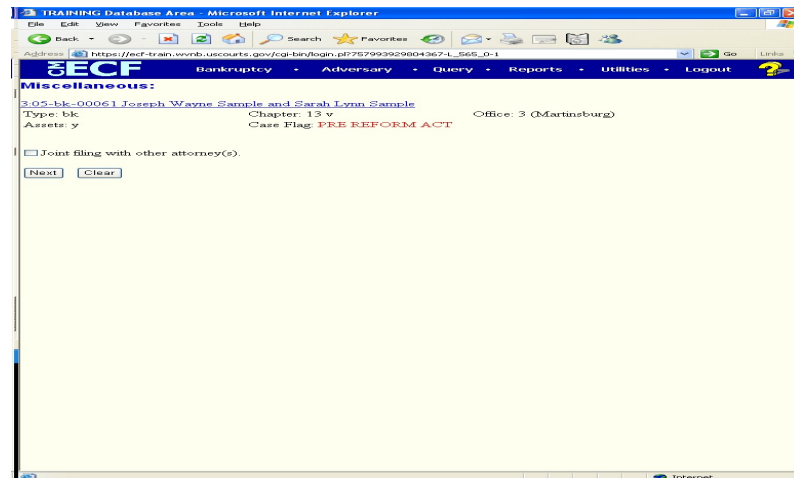 TRAINING Database Area - Microsoft Internet Explorer
File Edit View Favorites Tools Help
Back Search Favorites
Address https://ecf-train.wvnb.uscourts.gov/cgi-bin/login.pl?757993929804367-L_565_0-1 Go Links
CM ECF Bankruptcy • Adversary • Query • Reports • Utilities • Logout ?
Miscellaneous:
3:05-bk-00061 Joseph Wayne Sample and Sarah Lynn Sample
Type: bk Chapter: 13 v Office: 3 (Martinsburg)
Assets: y Case Flag: PRE REFORM ACT
Joint filing with other attorney(s).
Next Clear
Internet